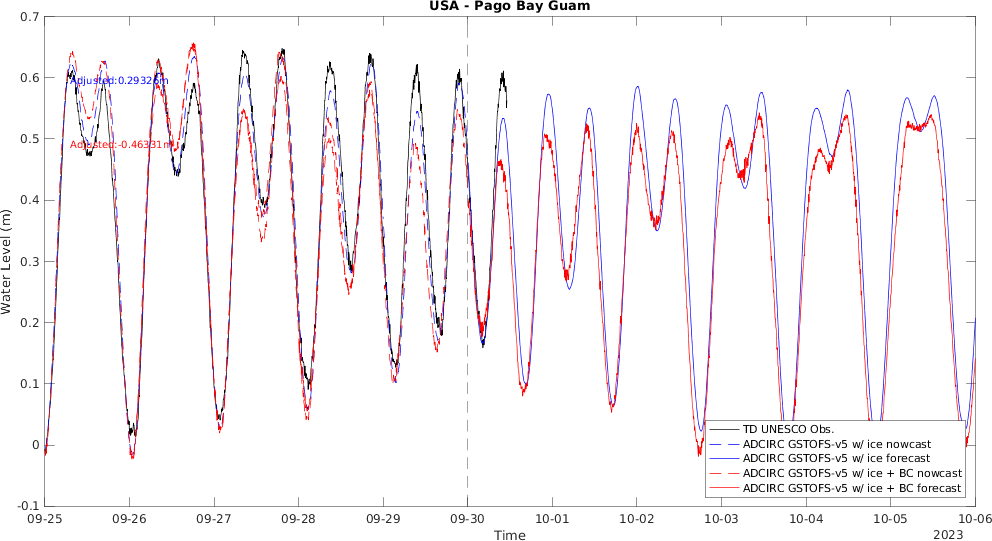 USA - Pago Bay Guam
0.7
0.6
0.5
0.4
0.3
0.2
0.1
0
-0.1
Water Level (m)
Adjusted:0.29326m
Adjusted:-0.46331m
TD UNESCO Obs.
ADCIRC GSTOFS-v5 w/ ice nowcast
ADCIRC GSTOFS-v5 w/ ice forecast
ADCIRC GSTOFS-v5 w/ ice + BC nowcast
ADCIRC GSTOFS-v5 w/ ice + BC forecast
09-25 09-26 09-27 09-28 09-29 09-30 10-01 10-02 10-03 10-04 10-05 10-06
Time
2023